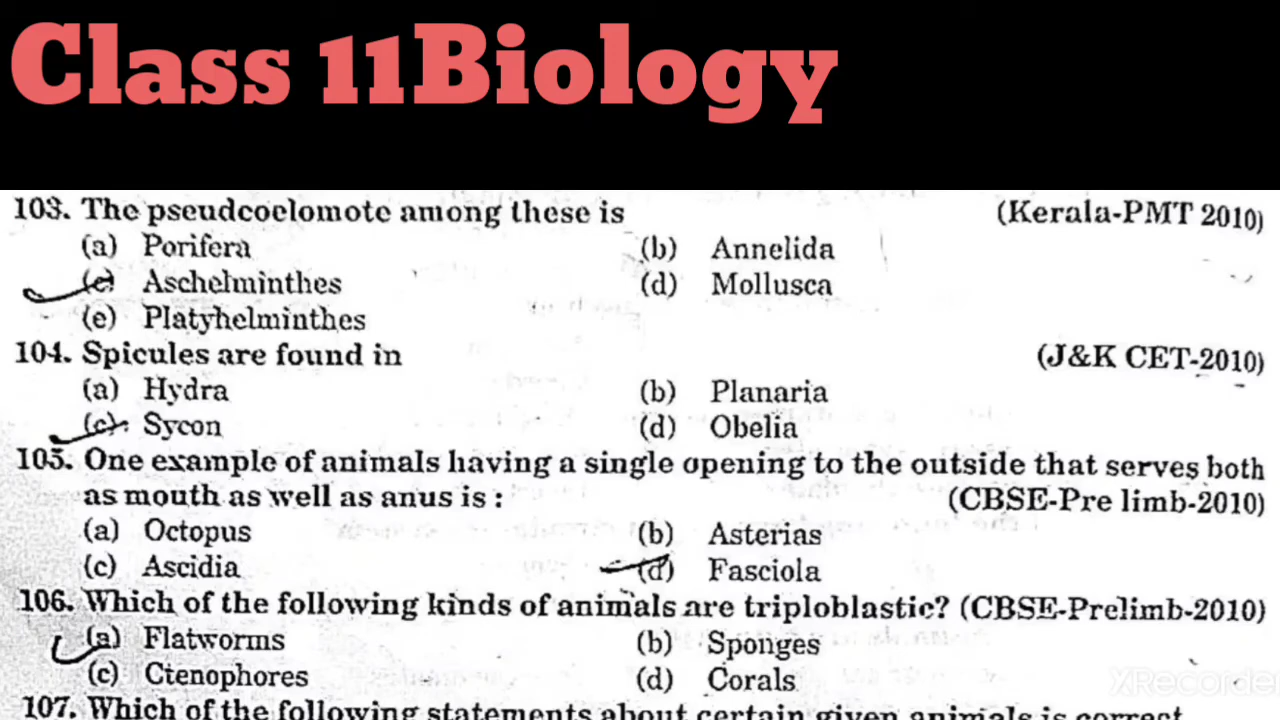 Class 11Biology
103. The pseudcoelomote among these is (Kerala-PMT 2010)
(a) Porifera (b) Annelida
(c) Aschelminthes (d) Mollusca
(e) Platyhelminthes
104. Spicules are found in (J&K CET-2010)
(a) Hydra (b) Planaria
(c) Sycon (d) Obelia
105. One example of animals having a single opening to the outside that serves both
as mouth as well as anus is : (CBSE-Pre limb-2010)
(a) Octopus (b) Asterias
(c) Ascidia (d) Fasciola
106. Which of the following kinds of animals are triploblastic? (CBSE-Prelimb-2010)
(a) Flatworms (b) Sponges
(c) Ctenophores (d) Corals
XRecorder
107. Which of the following statements about certain given animals is correct